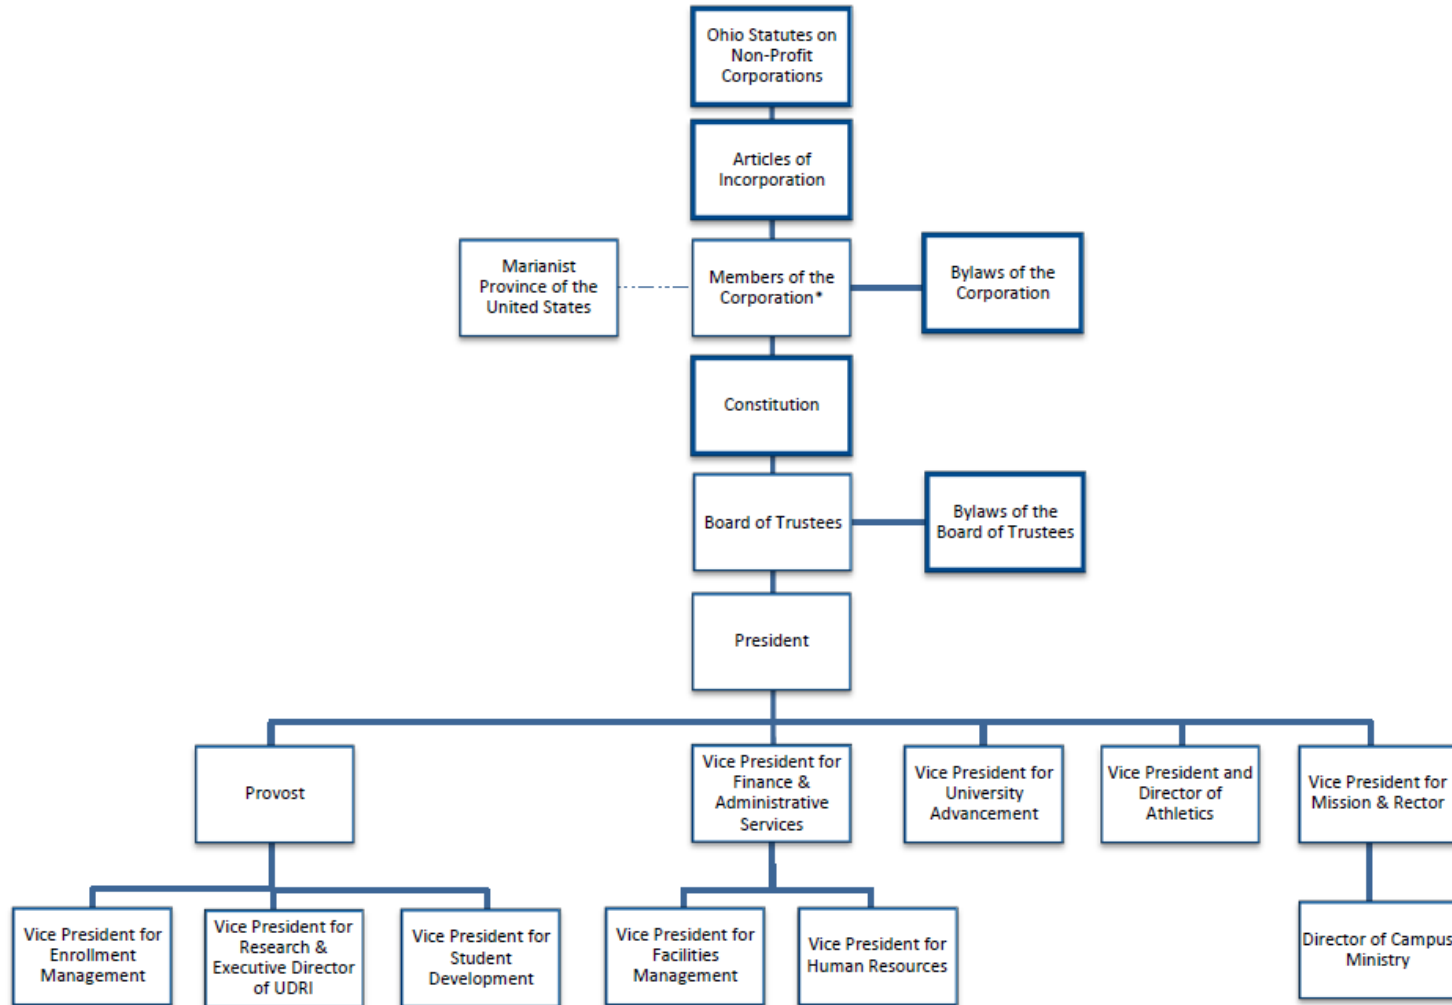 Ohio Statutes on
Non-Profit
Corporations
Articles of
Incorporation
Marianist
Province of the
United States
Members of the
Corporation*
Bylaws of the
Corporation
Constitution
Board of Trustees
Bylaws of the
Board of Trustees
President
Provost
Vice President for
Finance &
Administrative
Services
Vice President for
University
Advancement
Vice President and
Director of
Athletics
Vice President for
Mission & Rector
Vice President for
Enrollment
Management
Vice President for
Research &
Executive Director
of UDRI
Vice President for
Student
Development
Vice President for
Facilities
Management
Vice President for
Human Resources
Director of Campus
Ministry